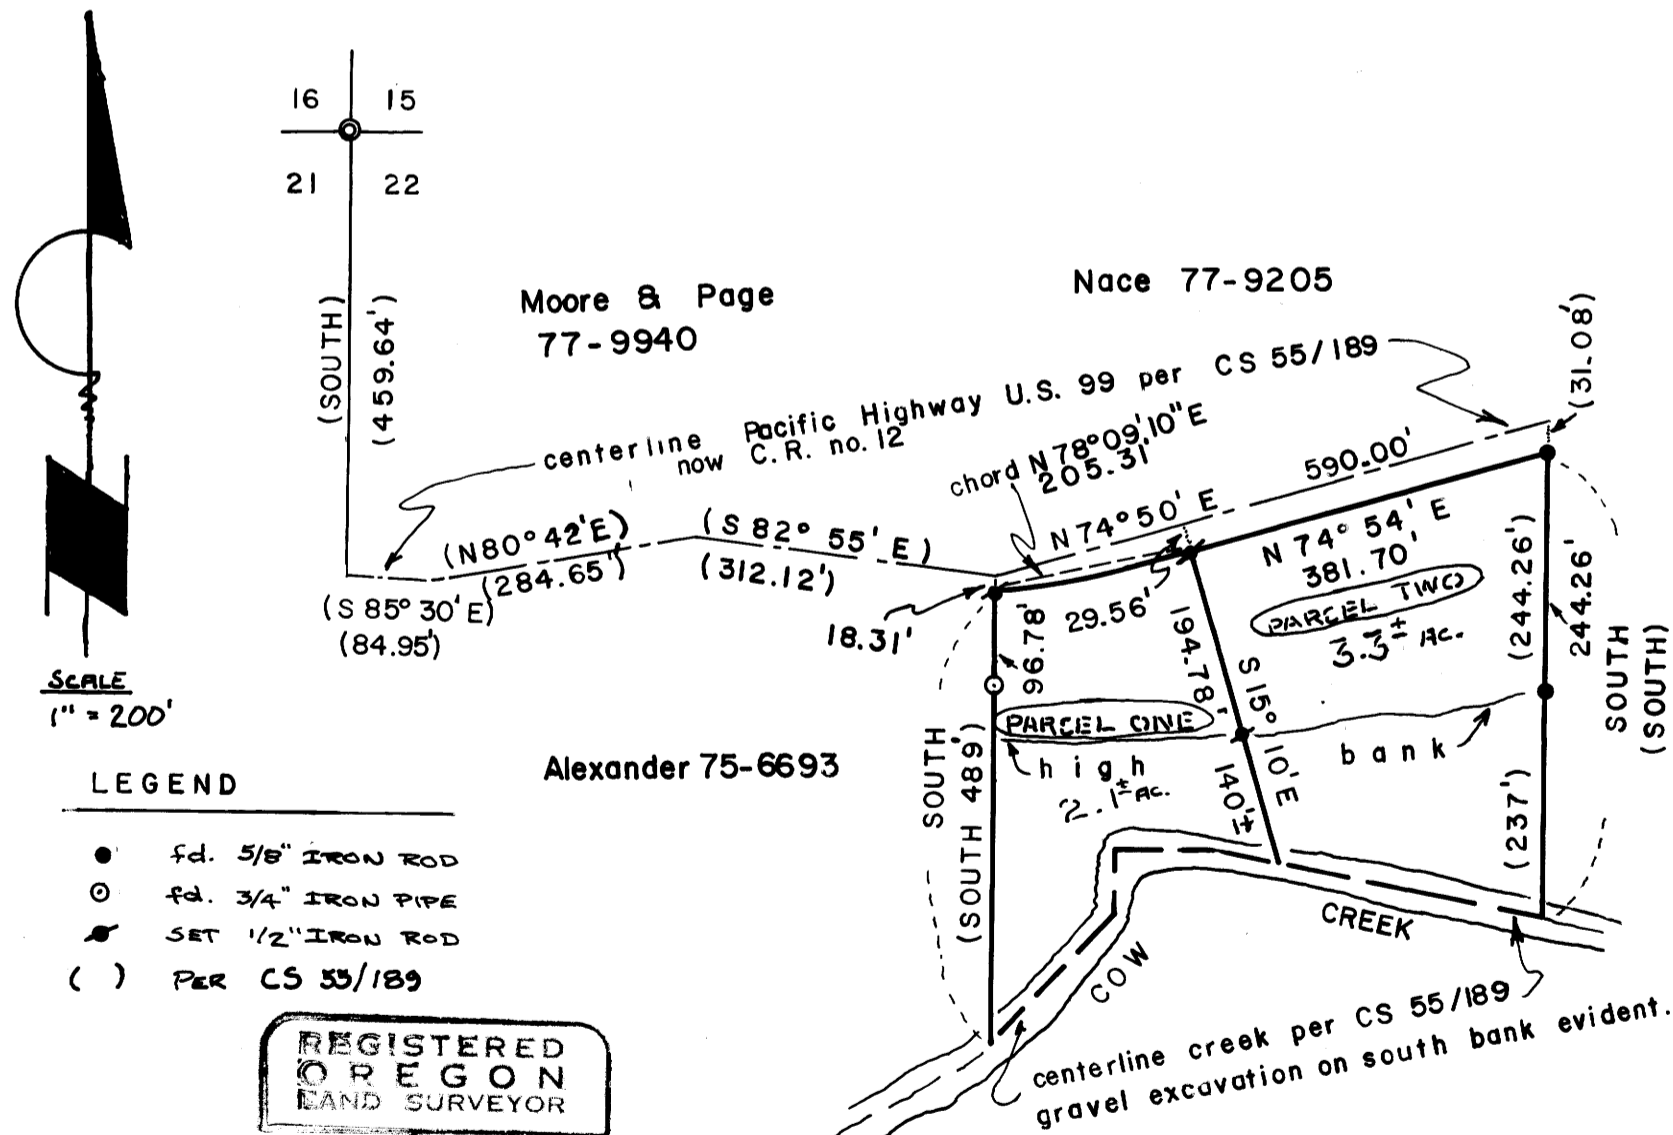 16 15
21 22
(SOUTH)
(459.64')
Moore & Page
77-9940
Nace 77-9205
(31.08')
centerline Pacific Highway U.S. 99 per CS 55/189
now C.R. no. 12
chord N 78°09'10" E
205.31'
590.00'
N 74°50' E
(N80°42'E)
(284.65')
(S 82° 55' E)
(312.12')
(S 85° 30' E)
(84.95')
18.31'
29.56'
N 74° 54' E
381.70'
PARCEL TWO
3.3± Ac.
(244.26')
244.26'
SOUTH
(SOUTH)
96.78'
194.78'
S 15° 10' E
140'±
PARCEL ONE
high bank
2.1± Ac.
SOUTH
(SOUTH 489')
(237')
Alexander 75-6693
COW CREEK
centerline creek per CS 55/189
gravel excavation on south bank evident.
SCALE
1" = 200'
LEGEND
fd. 5/8" IRON ROD
fd. 3/4" IRON PIPE
SET 1/2" IRON ROD
( ) PER CS 55/189
REGISTERED
OREGON
LAND SURVEYOR